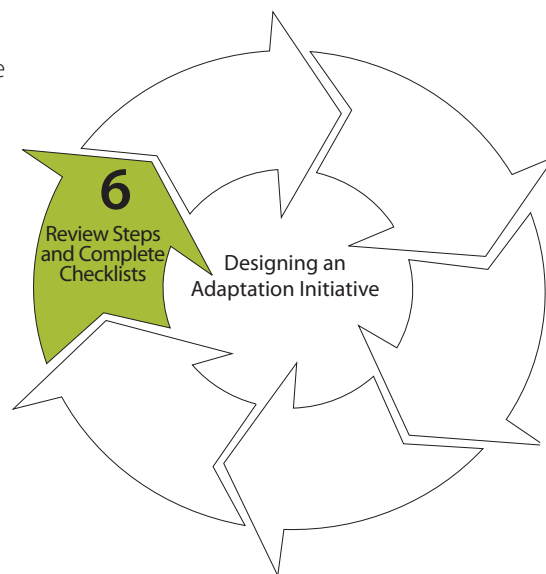 e
6
Review Steps
and Complete
Checklists
Designing an
Adaptation Initiative